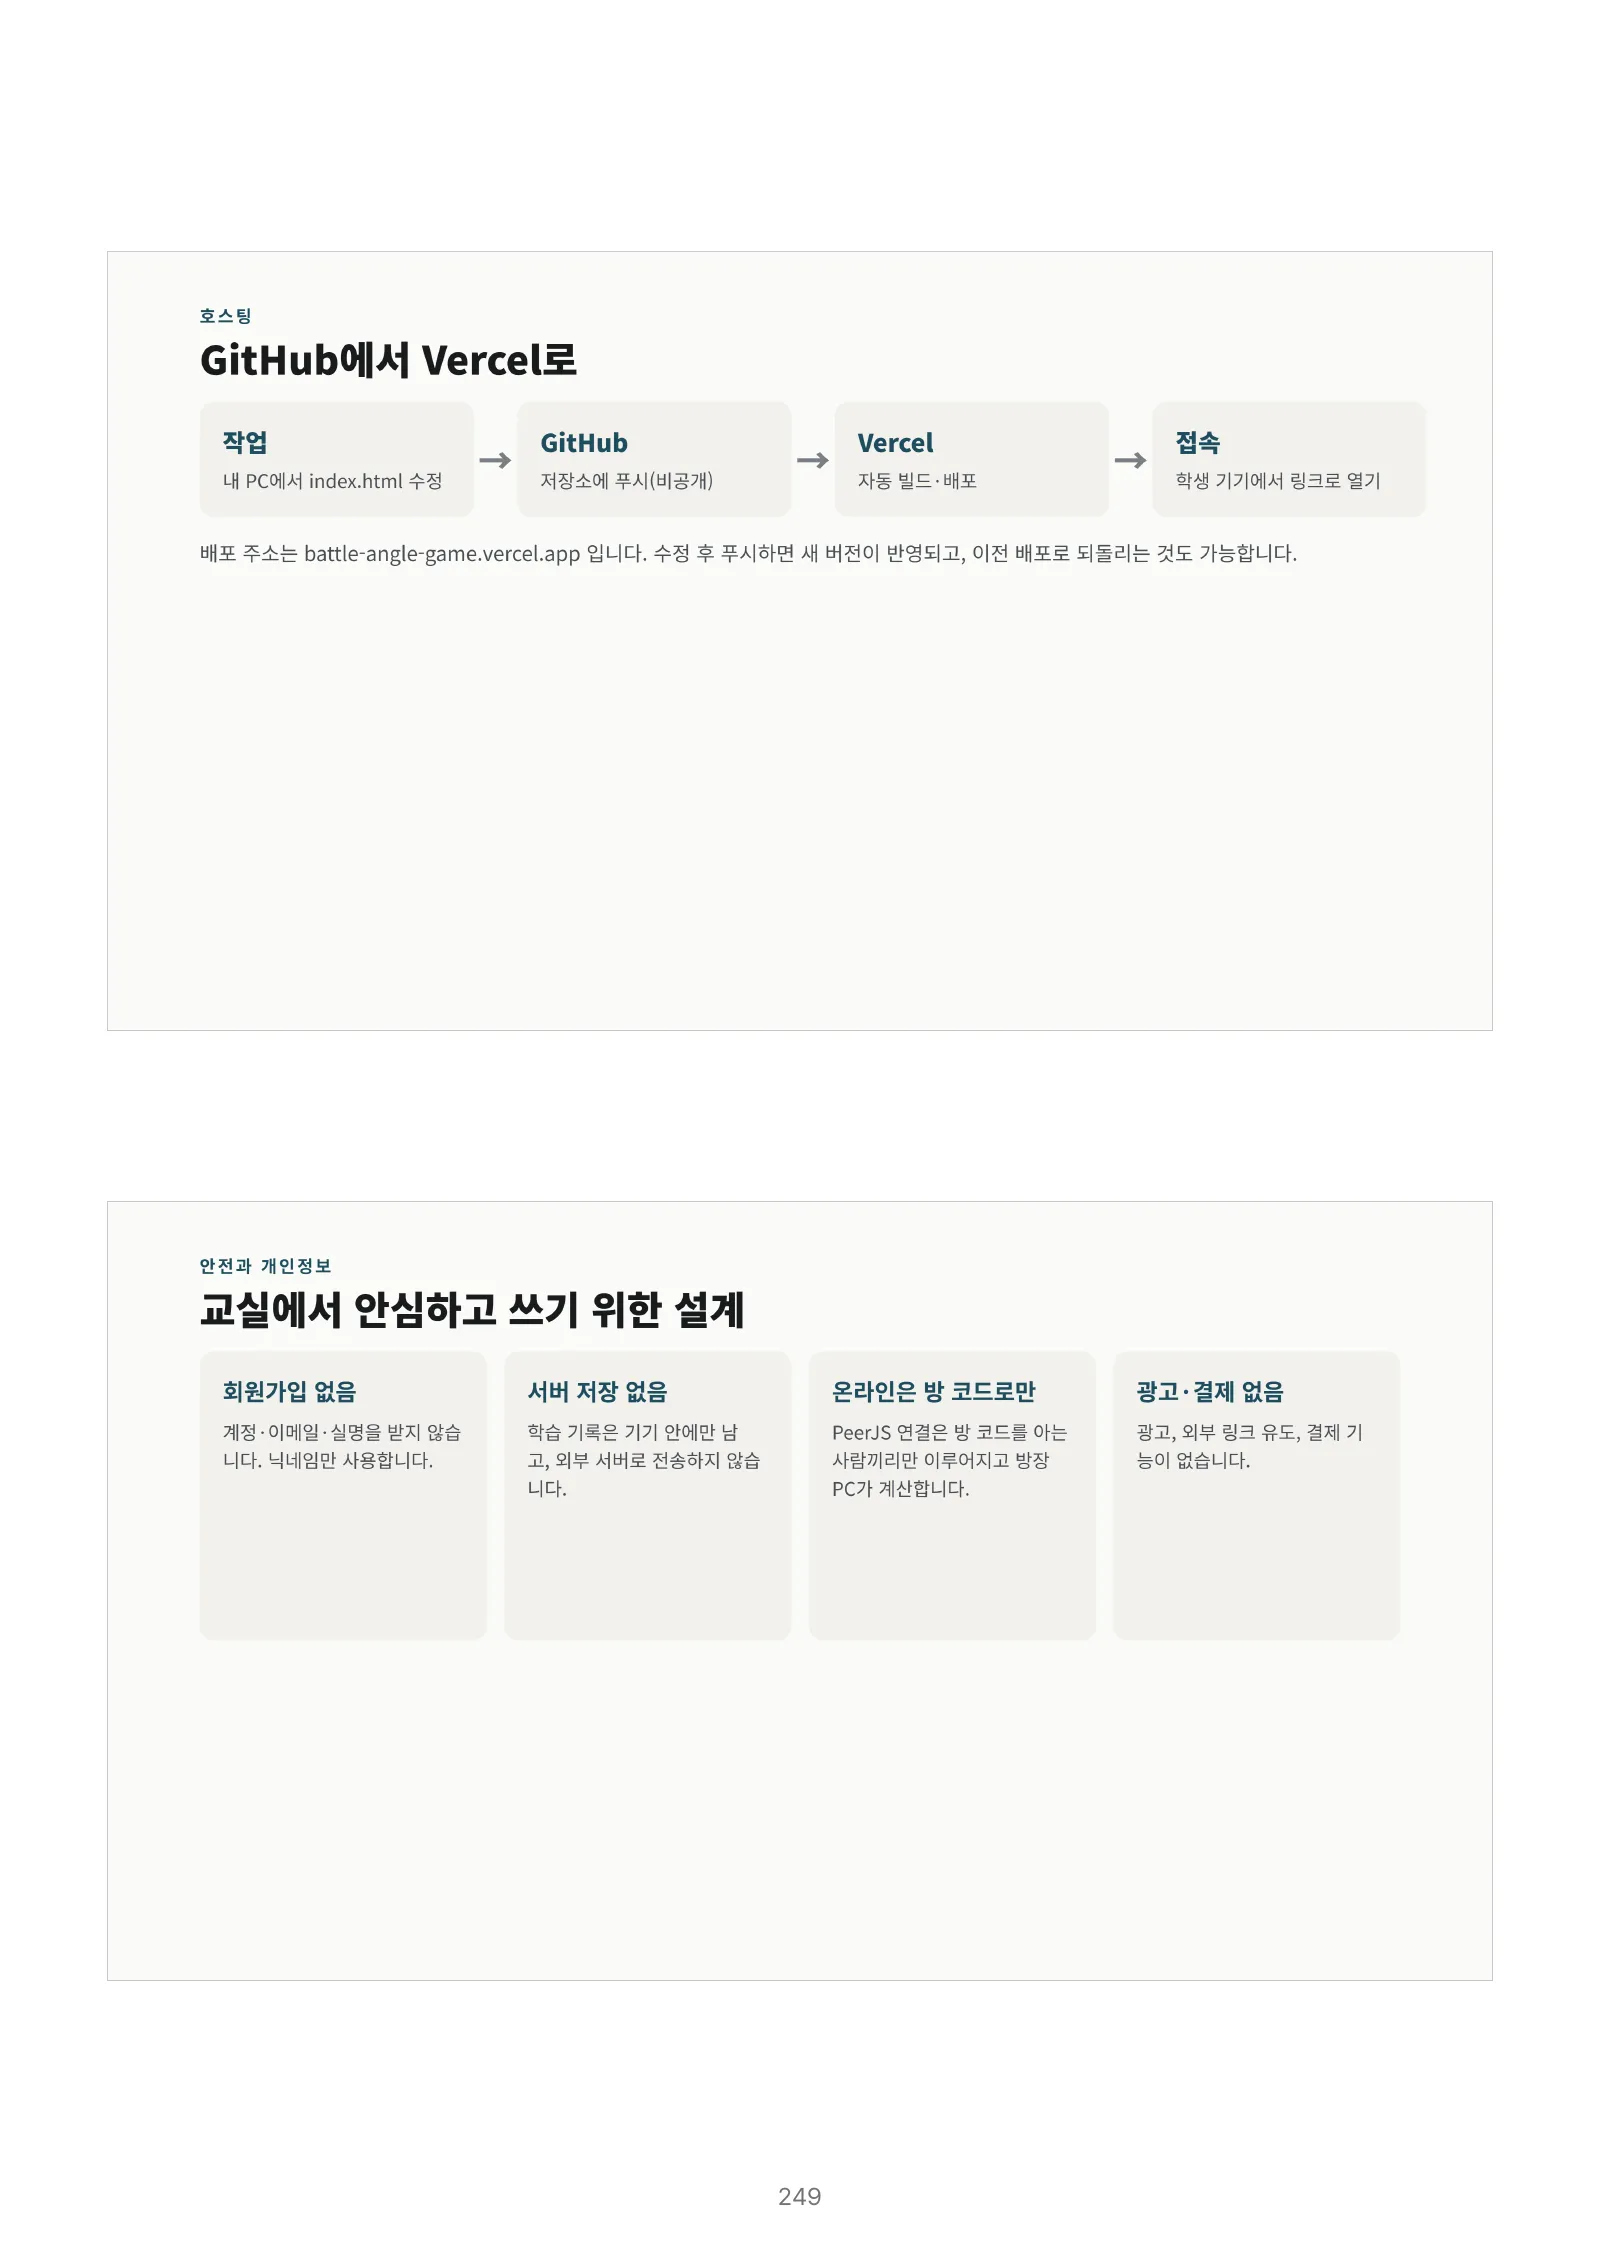 호스팅
GitHub에서 Vercel로
작업
내 PC에서 index.html 수정
→
GitHub
저장소에 푸시(비공개)
→
Vercel
자동 빌드·배포
→
접속
학생 기기에서 링크로 열기
배포 주소는 battle-angle-game.vercel.app 입니다. 수정 후 푸시하면 새 버전이 반영되고, 이전 배포로 되돌리는 것도 가능합니다.
안전과 개인정보
교실에서 안심하고 쓰기 위한 설계
회원가입 없음
계정·이메일·실명을 받지 않습
니다. 닉네임만 사용합니다.
서버 저장 없음
학습 기록은 기기 안에만 남
고, 외부 서버로 전송하지 않습
니다.
온라인은 방 코드로만
PeerJS 연결은 방 코드를 아는
사람끼리만 이루어지고 방장
PC가 계산합니다.
광고·결제 없음
광고, 외부 링크 유도, 결제 기
능이 없습니다.
249